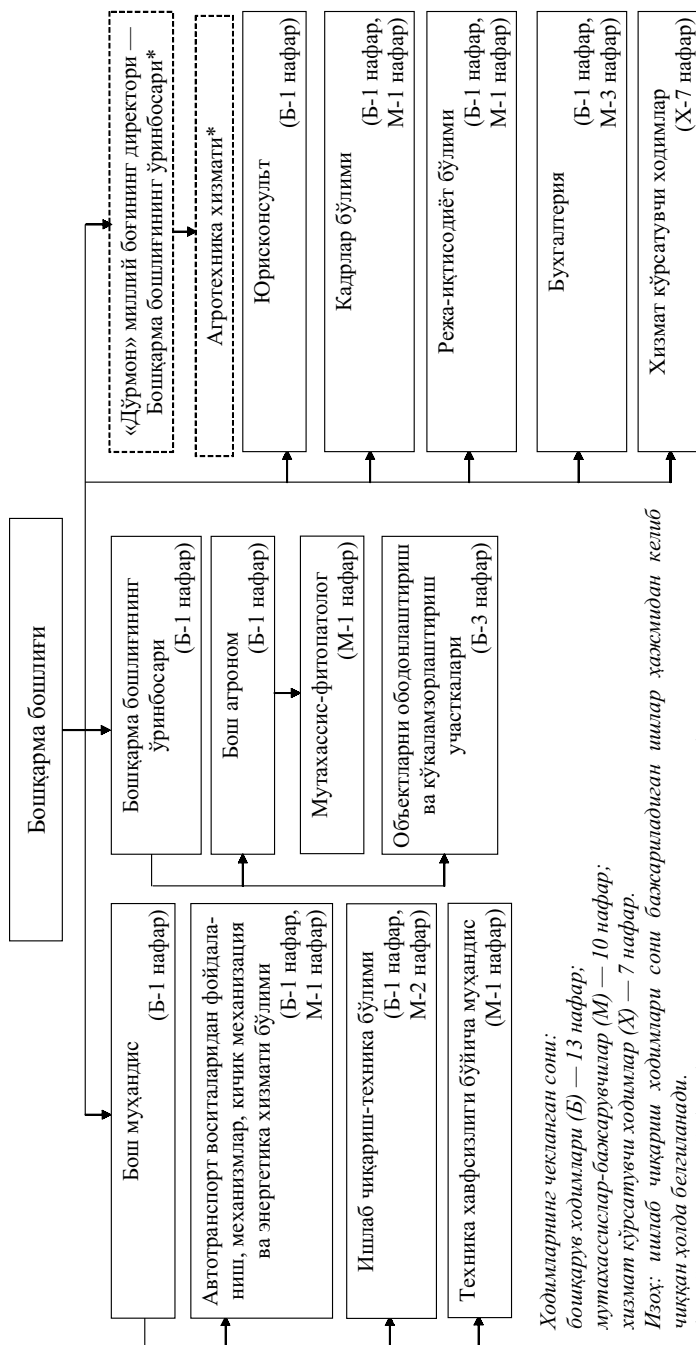 Бошқарма бошлиғи
Бош муҳандис
(Б-1 нафар)
Автотранспорт воситаларидан фойдала-
ниш, механизмлар, кичик механизация
ва энергетика хизмати бўлими
(Б-1 нафар,
М-1 нафар)
Ишлаб чиқариш-техника бўлими
(Б-1 нафар,
М-2 нафар)
Техника хавфсизлиги бўйича муҳандис
(М-1 нафар)
Бошқарма бошлиғининг
ўринбосари
(Б-1 нафар)
Бош агроном
(Б-1 нафар)
Мутахассис-фитопатолог
(М-1 нафар)
Объектларни ободонлаштириш
ва кўкаламзорлаштириш
участкалари
(Б-3 нафар)
«Дўрмон» миллий боғининг директори —
Бошқарма бошлиғининг ўринбосари*
Агротехника хизмати*
Юрисконсульт
(Б-1 нафар)
Кадрлар бўлими
(Б-1 нафар,
М-1 нафар)
Режа-иқтисодиёт бўлими
(Б-1 нафар,
М-1 нафар)
Бухгалтерия
(Б-1 нафар,
М-3 нафар)
Хизмат кўрсатувчи ходимлар
(Х-7 нафар)
Ходимларнинг чекланган сони:
бошқарув ходимлари (Б) — 13 нафар;
мутахассислар-бажарувчилар (М) — 10 нафар;
хизмат кўрсатувчи ходимлар (Х) — 7 нафар.
Изоҳ: ишлаб чиқариш ходимлари сони бажариладиган ишлар ҳажмидан келиб
чиққан ҳолда белгиланади.